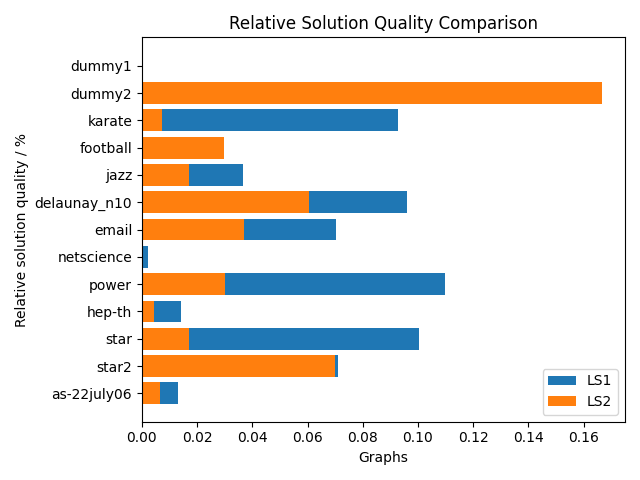 Relative Solution Quality Comparison
Relative solution quality / %
dummy1
dummy2
karate
football
jazz
delaunay_n10
email
netscience
power
hep-th
star
star2
as-22july06
LS1
LS2
0.00 0.02 0.04 0.06 0.08 0.10 0.12 0.14 0.16
Graphs